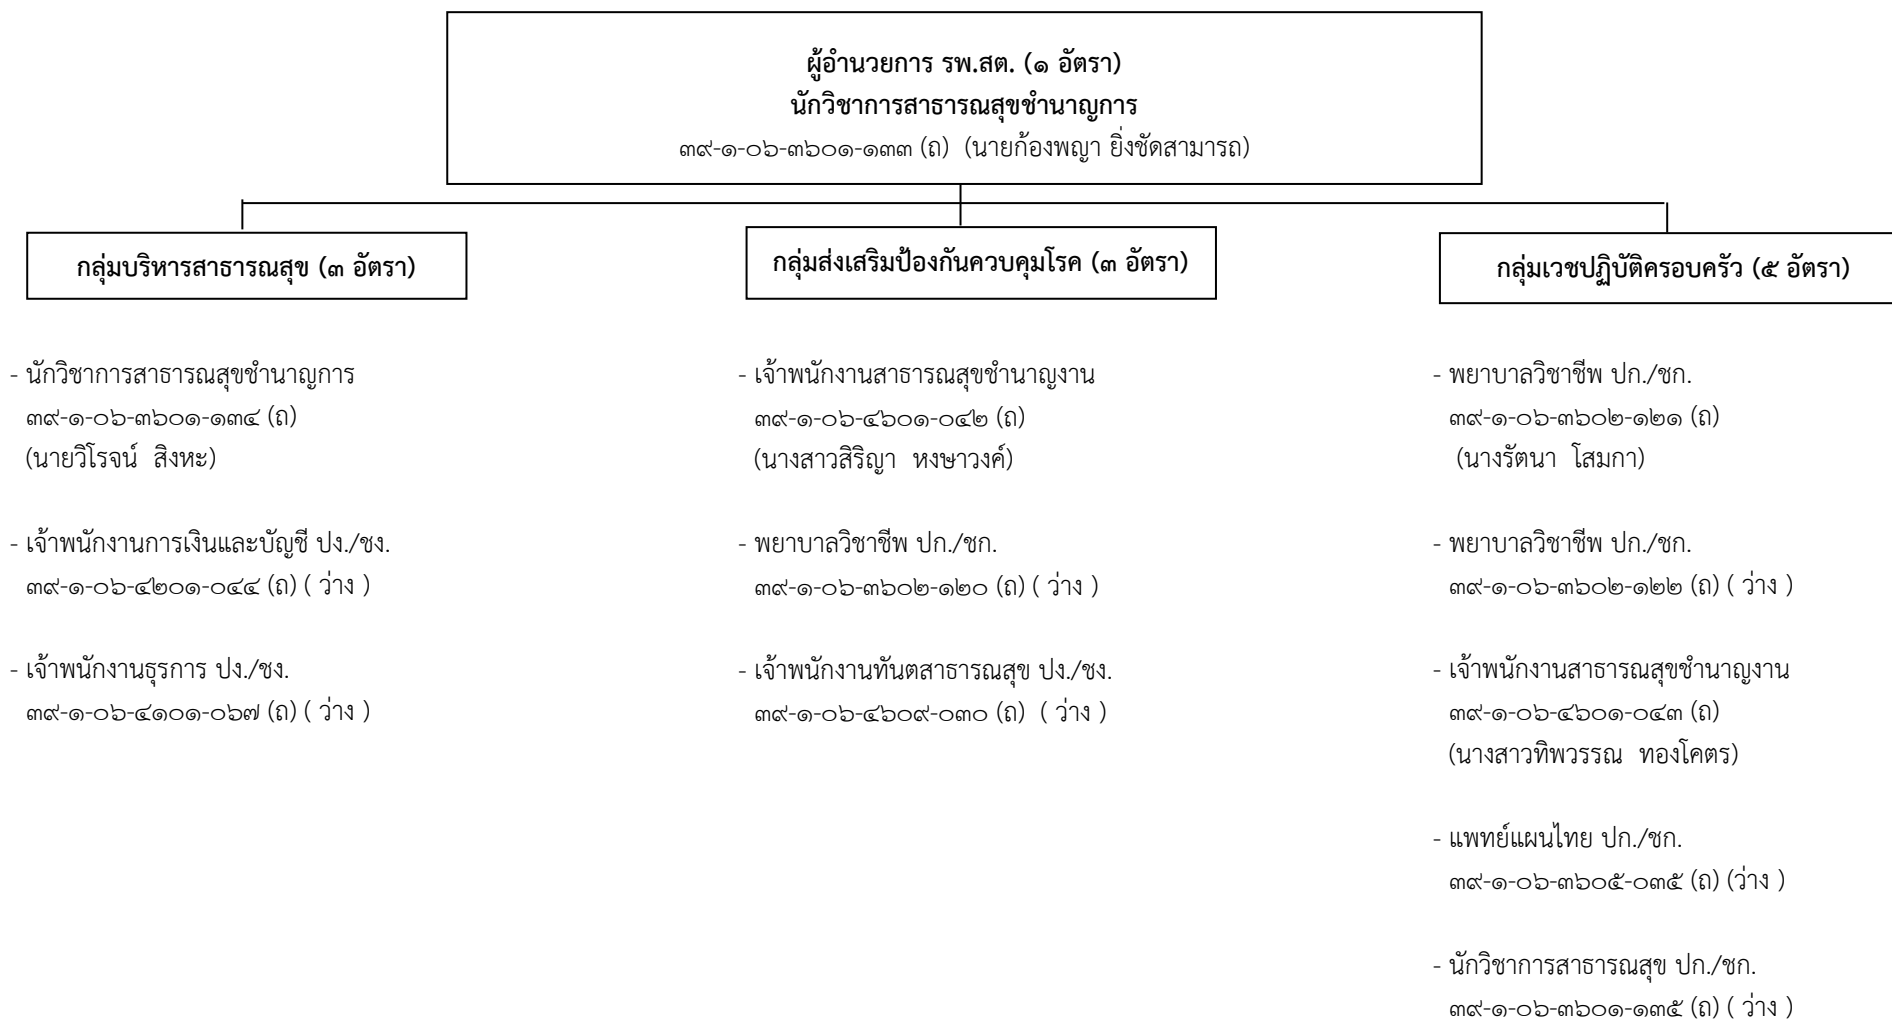 ผู้อำนวยการ รพ.สต. (๑ อัตรา)
นักวิชาการสาธารณสุขชำนาญการ
๓๙-๑-๐๖-๓๖๐๑-๑๓๓ (ถ) (นายก้องพญา ยิ่งชัดสามารถ)
กลุ่มบริหารสาธารณสุข (๓ อัตรา)
- นักวิชาการสาธารณสุขชำนาญการ
๓๙-๑-๐๖-๓๖๐๑-๑๓๔ (ถ)
(นายวิโรจน์ สิงหะ)
- เจ้าพนักงานการเงินและบัญชี ปง./ชง.
๓๙-๑-๐๖-๔๒๐๑-๐๔๔ (ถ) ( ว่าง )
- เจ้าพนักงานธุรการ ปง./ชง.
๓๙-๑-๐๖-๔๑๐๑-๐๖๗ (ถ) ( ว่าง )
กลุ่มส่งเสริมป้องกันควบคุมโรค (๓ อัตรา)
- เจ้าพนักงานสาธารณสุขชำนาญงาน
๓๙-๑-๐๖-๔๖๐๑-๐๔๒ (ถ)
(นางสาวสิริญา หงษาวงค์)
- พยาบาลวิชาชีพ ปก./ชก.
๓๙-๑-๐๖-๓๖๐๒-๑๒๐ (ถ) ( ว่าง )
- เจ้าพนักงานทันตสาธารณสุข ปง./ชง.
๓๙-๑-๐๖-๔๖๐๙-๐๓๐ (ถ) ( ว่าง )
กลุ่มเวชปฏิบัติครอบครัว (๕ อัตรา)
- พยาบาลวิชาชีพ ปก./ชก.
๓๙-๑-๐๖-๓๖๐๒-๑๒๑ (ถ)
(นางรัตนา โสมกา)
- พยาบาลวิชาชีพ ปก./ชก.
๓๙-๑-๐๖-๓๖๐๒-๑๒๒ (ถ) ( ว่าง )
- เจ้าพนักงานสาธารณสุขชำนาญงาน
๓๙-๑-๐๖-๔๖๐๑-๐๔๓ (ถ)
(นางสาวทิพวรรณ ทองโคตร)
- แพทย์แผนไทย ปก./ชก.
๓๙-๑-๐๖-๓๖๐๕-๐๓๕ (ถ) (ว่าง )
- นักวิชาการสาธารณสุข ปก./ชก.
๓๙-๑-๐๖-๓๖๐๑-๑๓๕ (ถ) ( ว่าง )